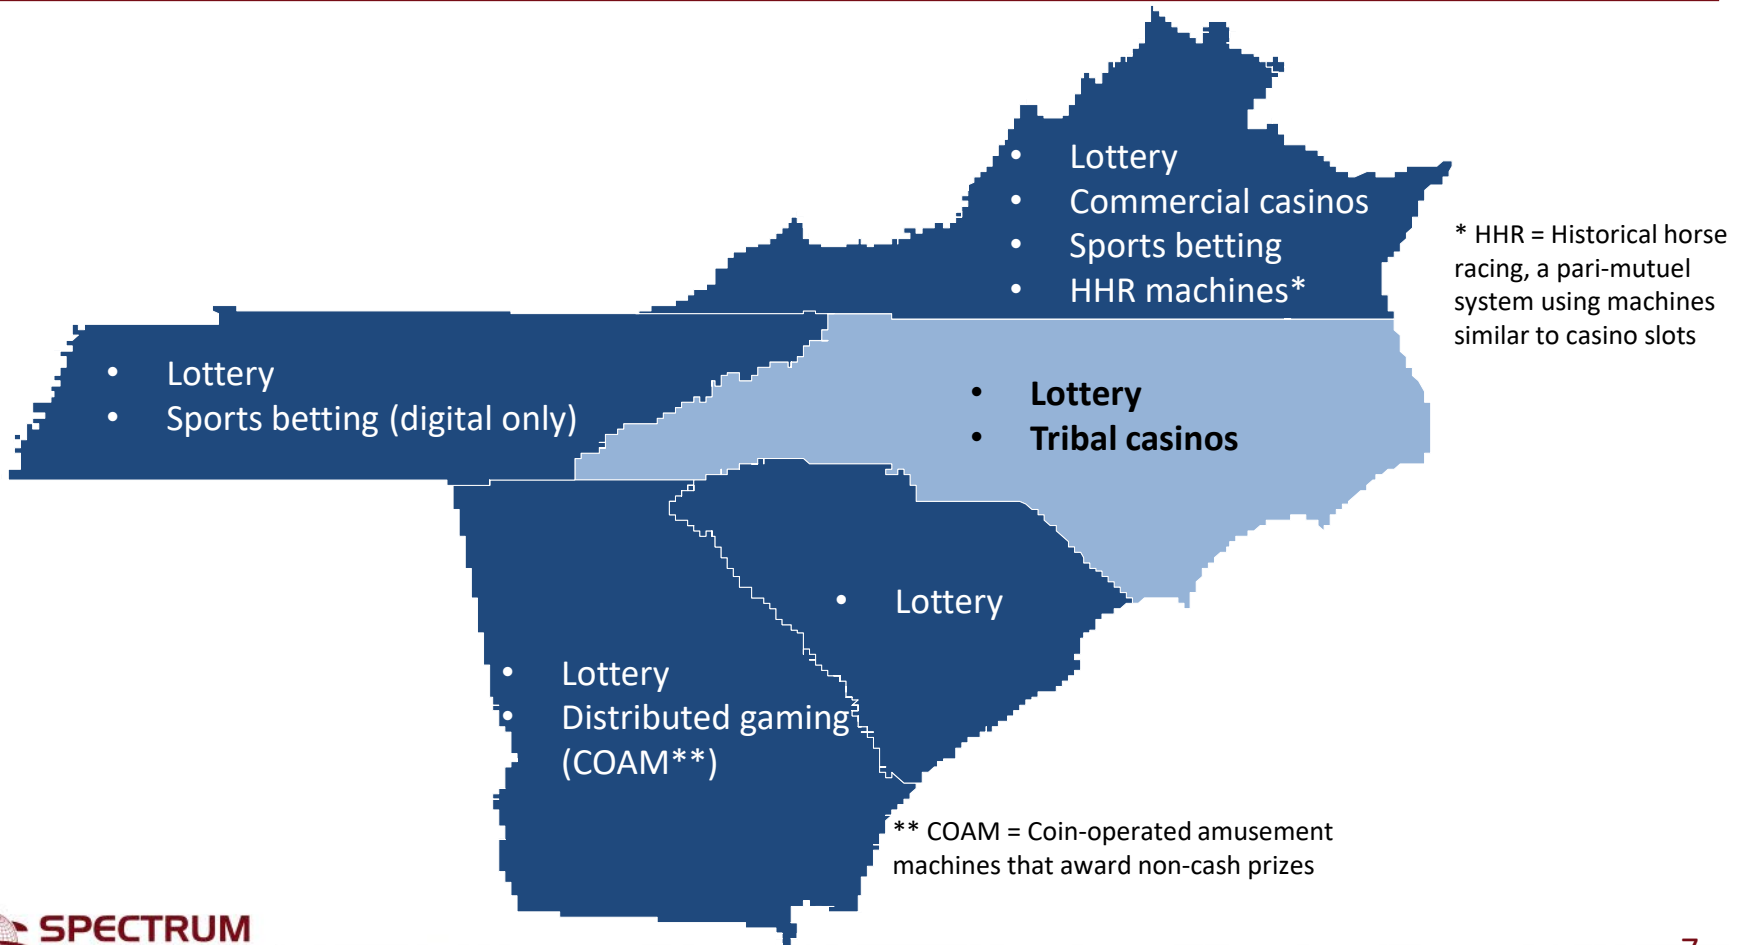 • Lottery
• Commercial casinos
• Sports betting
• HHR machines*
* HHR = Historical horse
racing, a pari-mutuel
system using machines
similar to casino slots
• Lottery
• Sports betting (digital only)
• Lottery
• Tribal casinos
• Lottery
• Lottery
• Distributed gaming
(COAM**)
** COAM = Coin-operated amusement
machines that award non-cash prizes
SPECTRUM
7